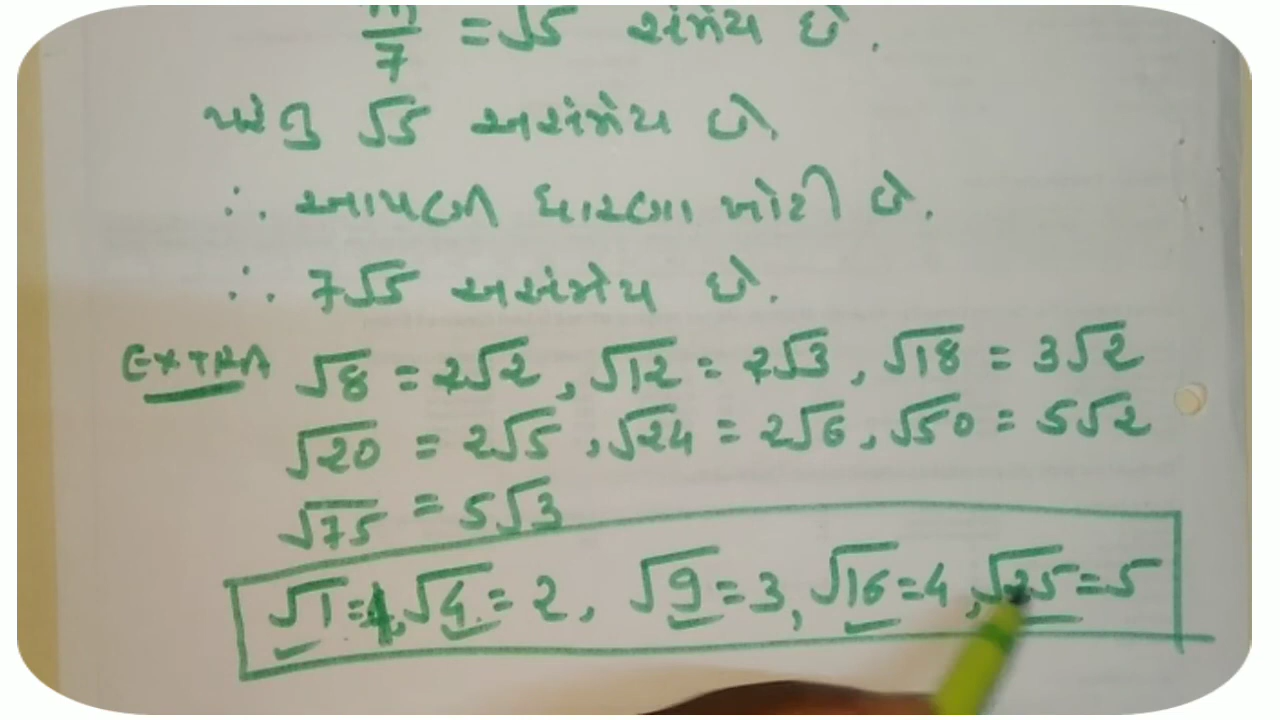 m/7 = √5 સંમેય છે.
પરંતુ √5 અસંમેય છે.
∴ આપણી ધારણા ખોટી છે.
∴ 7√5 અસંમેય છે.
EXTRA √8 = 2√2, √12 = 2√3, √18 = 3√2
√20 = 2√5, √24 = 2√6, √50 = 5√2
√75 = 5√3
√1=1, √4=2, √9=3, √16=4, √25=5